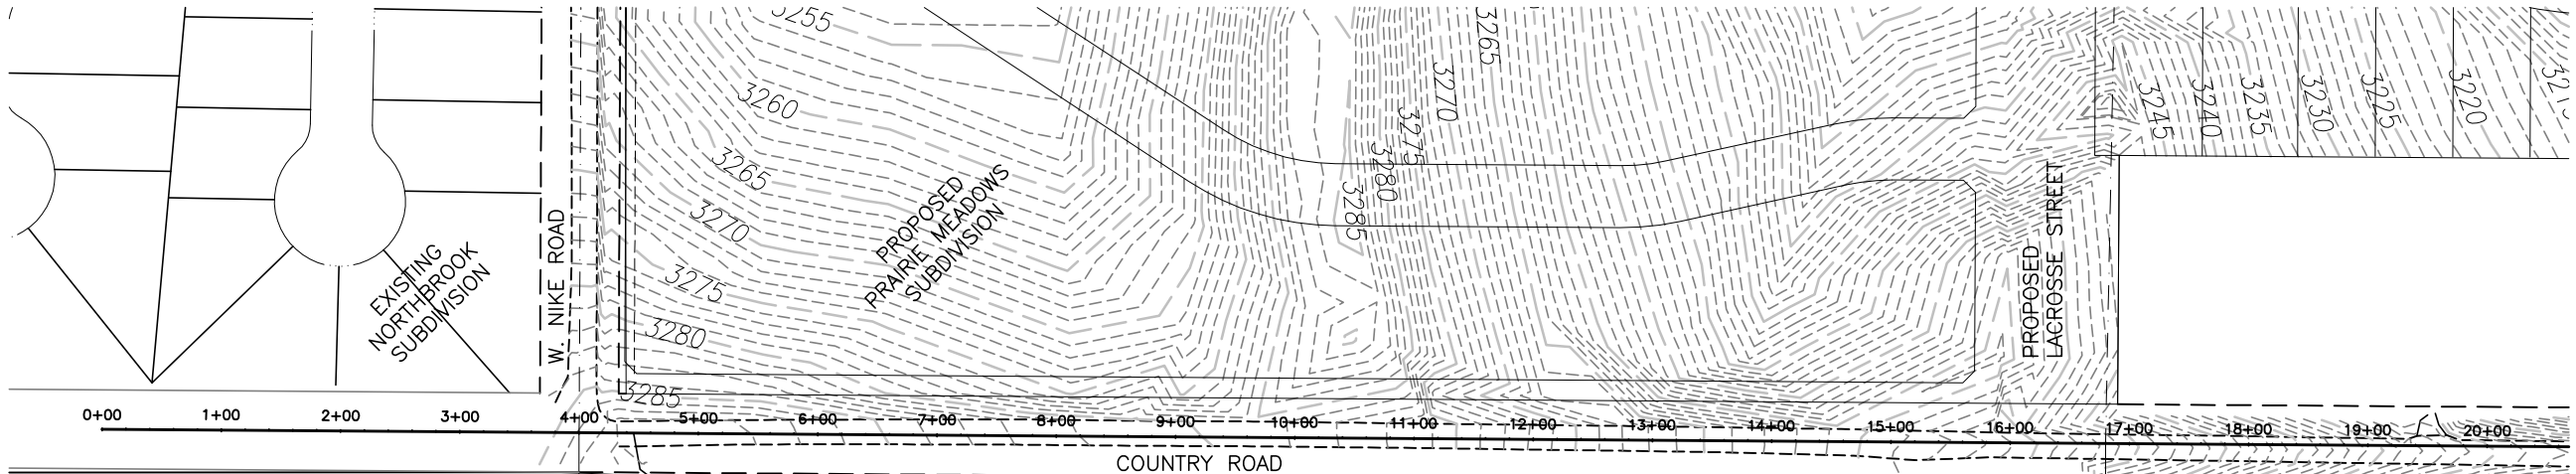 3255
3260
3265
3270
3275
3280
3285
3265
3270
3275
3280
3285
3245
3240
3235
3230
3225
3220
EXISTING
NORTHBROOK
SUBDIVISION
W. NIKE ROAD
PROPOSED
PRAIRIE MEADOWS
SUBDIVISION
PROPOSED
LACROSSE STREET
0+00 1+00 2+00 3+00 4+00 5+00 6+00 7+00 8+00 9+00 10+00 11+00 12+00 13+00 14+00 15+00 16+00 17+00 18+00 19+00 20+00
COUNTRY ROAD